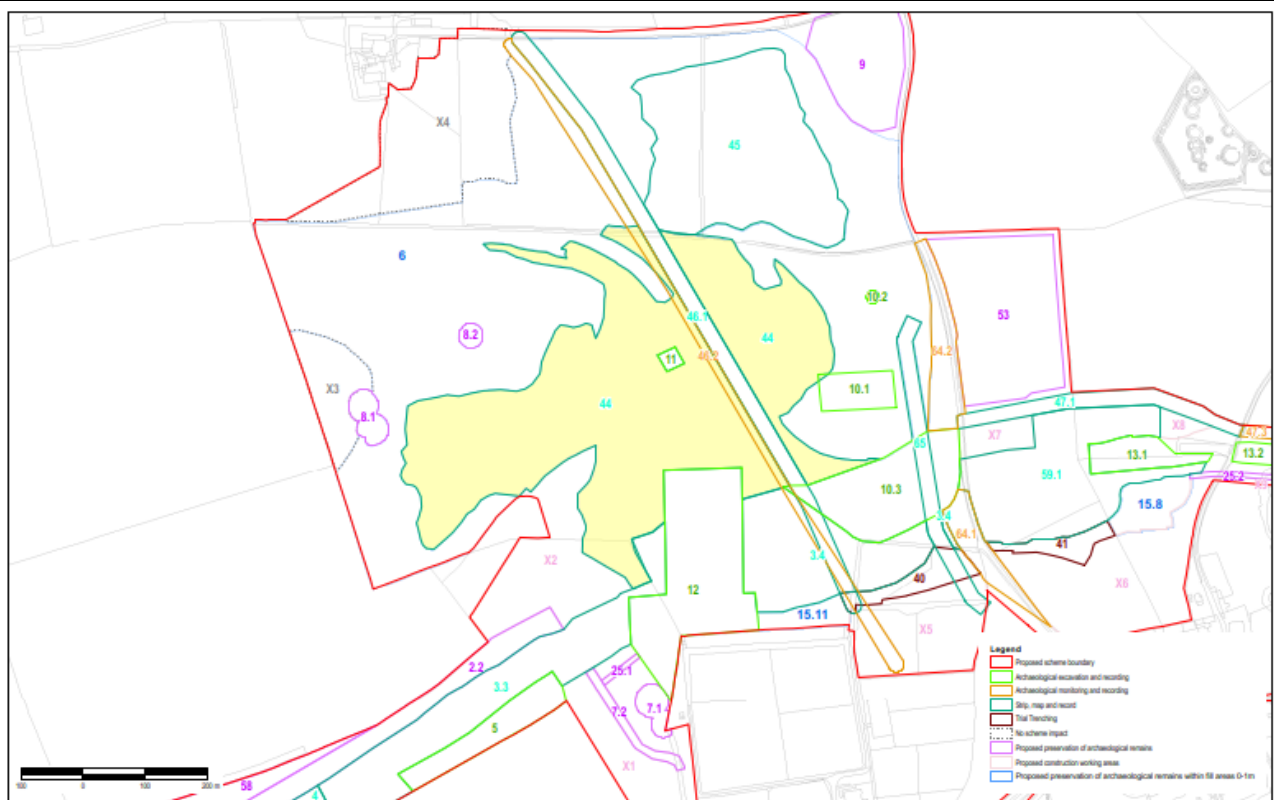 9
X4
45
6
10.2
53
46.1
8.2
44
64.2
11
46.2
X3
10.1
44
47.1
8.1
X8
X7
47.3
65
13.1
13.2
59.1
25.2
10.3
15.8
3.4
64.1
41
3.4
X2
40
X6
12
15.11
X5
2.2
25.1
3.3
7.1
7.2
5
X1
58
4
Legend
Proposed scheme boundary
Archaeological excavation and recording
Archaeological monitoring and recording
Strip, map and record
Trial Trenching
No scheme impact
Proposed preservation of archaeological remains
Proposed construction working areas
Proposed preservation of archaeological remains within fill areas 0-1m
100 0 100 200 m